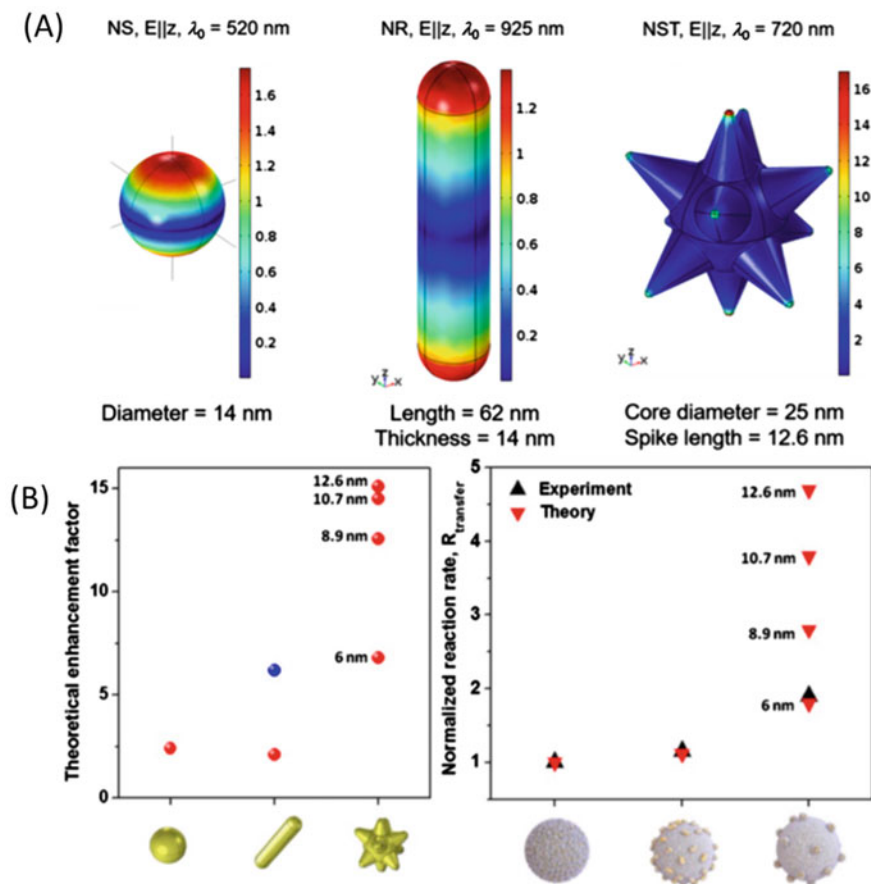 (A)
NS, E||z, λ₀ = 520 nm
NR, E||z, λ₀ = 925 nm
NST, E||z, λ₀ = 720 nm
1.6
1.4
1.2
1
0.8
0.6
0.4
0.2
1.2
1
0.8
0.6
0.4
0.2
16
14
12
10
8
6
4
2
y z x
y z x
Diameter = 14 nm
Length = 62 nm
Thickness = 14 nm
Core diameter = 25 nm
Spike length = 12.6 nm
(B)
Theoretical enhancement factor
15
10
5
0
12.6 nm
10.7 nm
8.9 nm
6 nm
Normalized reaction rate, R_transfer
5
4
3
2
1
Experiment
Theory
12.6 nm
10.7 nm
8.9 nm
6 nm